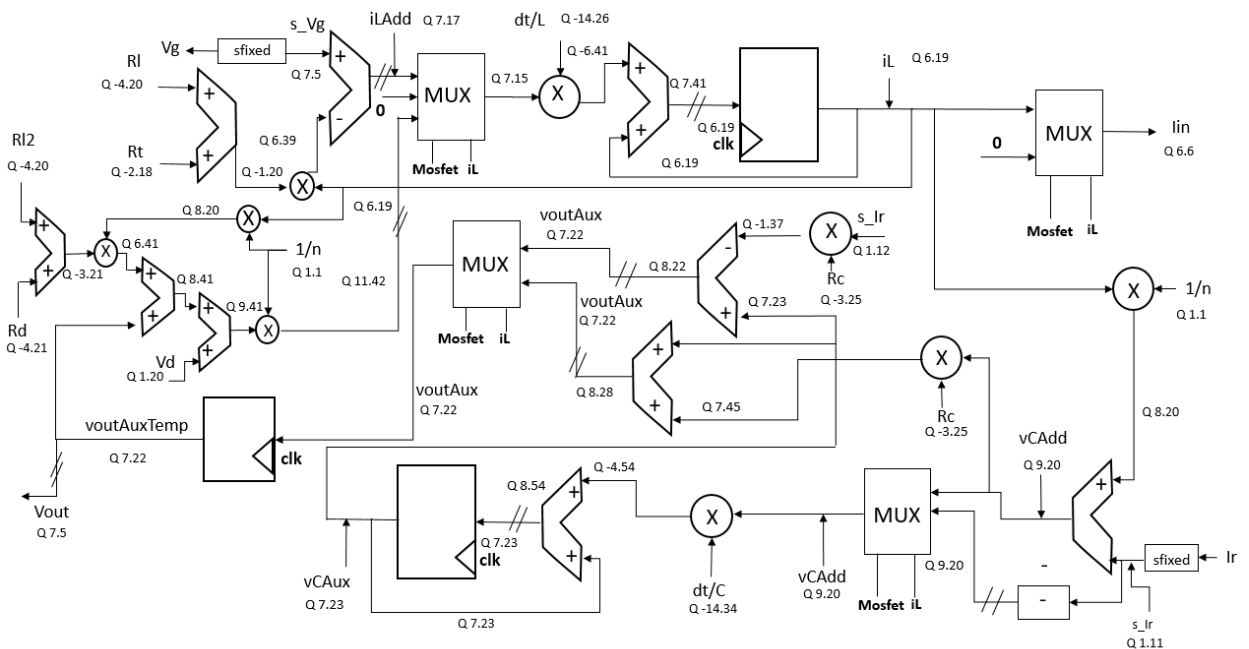 s_Vg
iLAdd
Q 7.17
dt/L
Q -14.26
Vg
sfixed
Q 7.5
+
-
0
MUX
Q 7.15
X
Q -6.41
+
+
Q 7.41
Q 6.19
clk
Q 6.19
iL
Q 6.19
MUX
0
Iin
Q 6.6
Mosfet
iL
Mosfet
iL
Rl
Q -4.20
+
+
Rt
Q -2.18
Q 6.39
Q -1.20
X
Rl2
Q -4.20
Q 8.20
X
Q 6.19
1/n
Q 1.1
Q 11.42
+
+
Q -3.21
X
Q 6.41
+
+
Q 8.41
+
+
Q 9.41
X
Rd
Q -4.21
Vd
Q 1.20
voutAux
Q 7.22
MUX
Mosfet
iL
Q 8.22
voutAux
Q 7.22
-
+
Q -1.37
X
s_Ir
Q 1.12
Rc
Q -3.25
Q 7.23
X
1/n
Q 1.1
+
+
Q 8.28
Q 7.45
X
Rc
Q -3.25
Q 8.20
voutAux
Q 7.22
voutAuxTemp
Q 7.22
clk
Vout
Q 7.5
vCAdd
Q 9.20
+
-
sfixed
Ir
-
s_Ir
Q 1.11
MUX
Q 9.20
Mosfet
iL
vCAdd
Q 9.20
X
dt/C
Q -14.34
Q -4.54
+
+
Q 8.54
Q 7.23
clk
vCAux
Q 7.23
Q 7.23